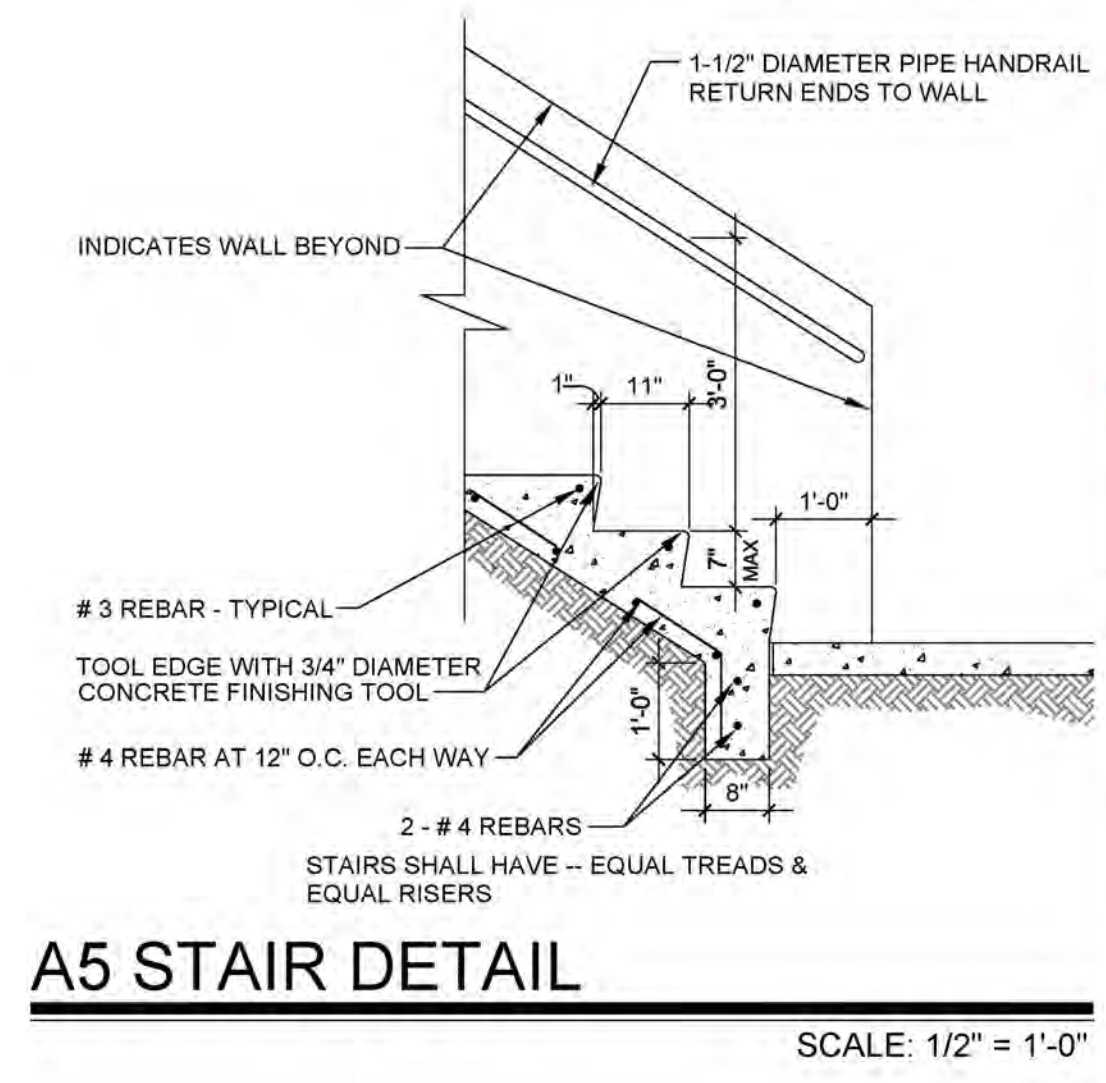 1-1/2" DIAMETER PIPE HANDRAIL
RETURN ENDS TO WALL
INDICATES WALL BEYOND
1"
11"
3'-0"
1'-0"
7"
MAX
# 3 REBAR - TYPICAL
TOOL EDGE WITH 3/4" DIAMETER
CONCRETE FINISHING TOOL
1'-0"
# 4 REBAR AT 12" O.C. EACH WAY
8"
2 - # 4 REBARS
STAIRS SHALL HAVE -- EQUAL TREADS &
EQUAL RISERS
A5 STAIR DETAIL
SCALE: 1/2" = 1'-0"